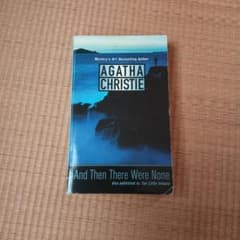 Mystery's #1 Bestselling Author
AGATHA
CHRISTIE
And Then There Were None
Also published as Ten Little Indians